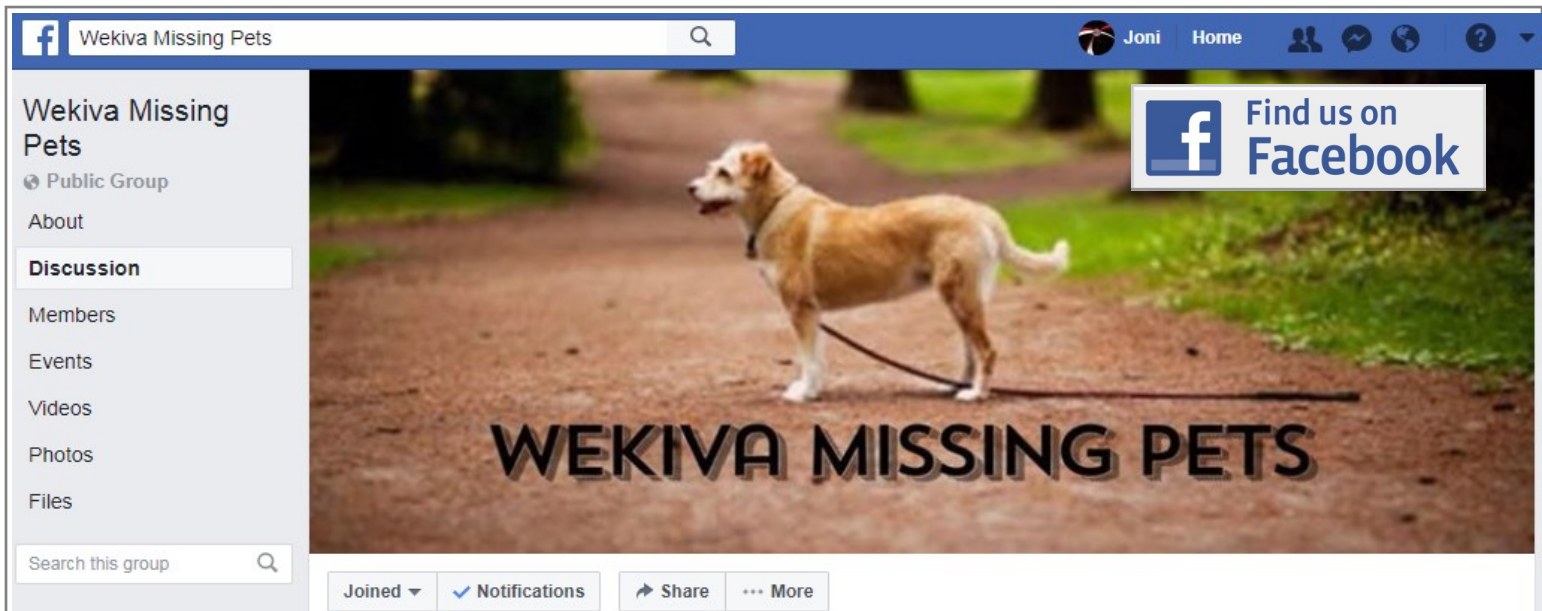 f
Wekiva Missing Pets
Joni
Home
?
Wekiva Missing
Pets
Public Group
About
Discussion
Members
Events
Videos
Photos
Files
Search this group
f
Find us on
Facebook
WEKIVA MISSING PETS
Joined
Notifications
Share
More